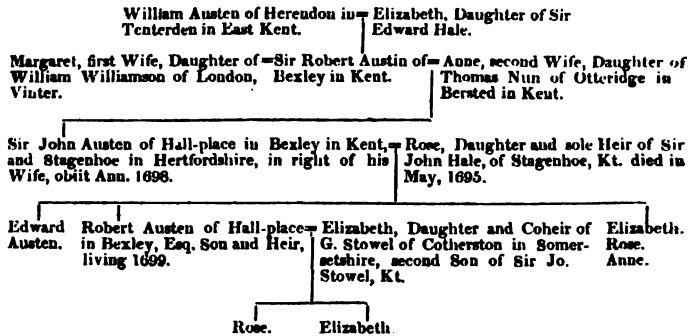 William Austen of Herendon in = Elizabeth, Daughter of Sir
Tenterden in East Kent. Edward Hale.
Margaret, first Wife, Daughter of = Sir Robert Austin of = Anne, second Wife, Daughter of
William Williamson of London, Bexley in Kent. Thomas Nun of Otteridge in
Vinter. Bersted in Kent.
Sir John Austen of Hall-place in Bexley in Kent, = Rose, Daughter and sole Heir of Sir
and Stagenhoe in Hertfordshire, in right of his John Hale, of Stagenhoe, Kt. died in
Wife, obiit Ann. 1698. May, 1695.
Edward Robert Austen of Hall-place = Elizabeth, Daughter and Coheir of Elizabeth.
Austen. in Bexley, Esq. Son and Heir, G. Stowel of Cotherston in Somer- Rose.
living 1699. setshire, second Son of Sir Jo. Anne.
Stowel, Kt.
Rose. Elizabeth